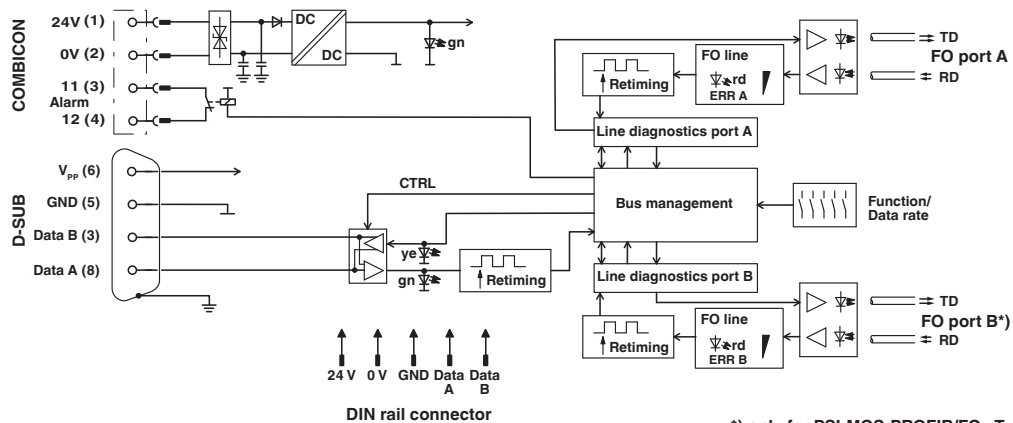 COMBICON
24V (1)
0V (2)
11 (3)
Alarm
12 (4)
DC
DC
gn
D-SUB
VPP (6)
GND (5)
Data B (3)
Data A (8)
CTRL
ye
gn
Retiming
Retiming
FO line
rd
ERR A
TD
FO port A
RD
Line diagnostics port A
Bus management
Function/
Data rate
Line diagnostics port B
Retiming
FO line
rd
ERR B
TD
FO port B*)
RD
24 V
0 V
GND
Data
A
Data
B
DIN rail connector